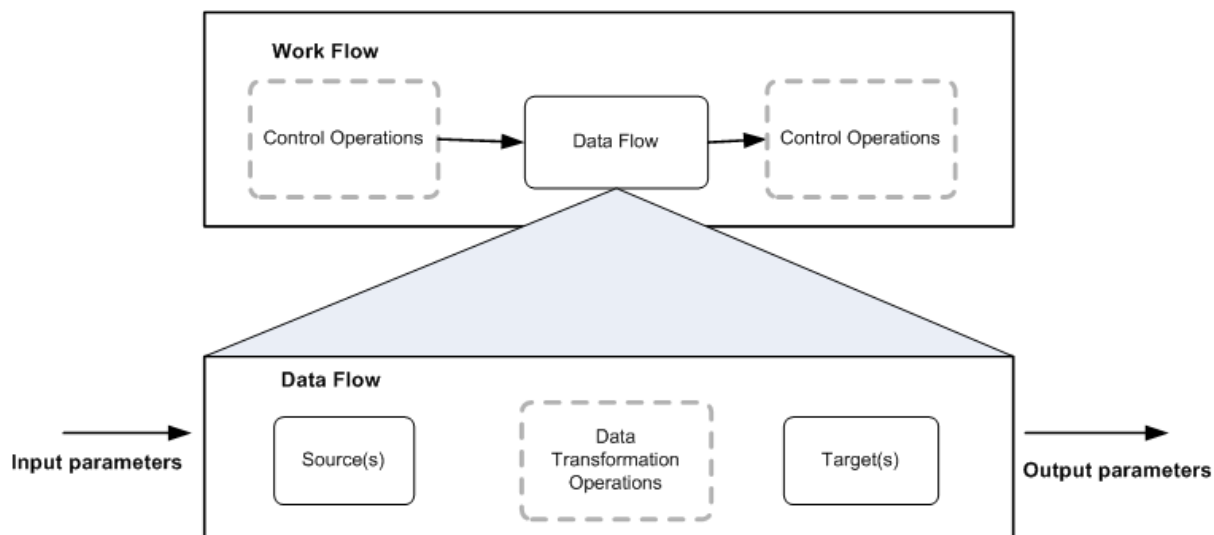 Work Flow
Control Operations
Data Flow
Control Operations
Data Flow
Input parameters
Source(s)
Data
Transformation
Operations
Target(s)
Output parameters